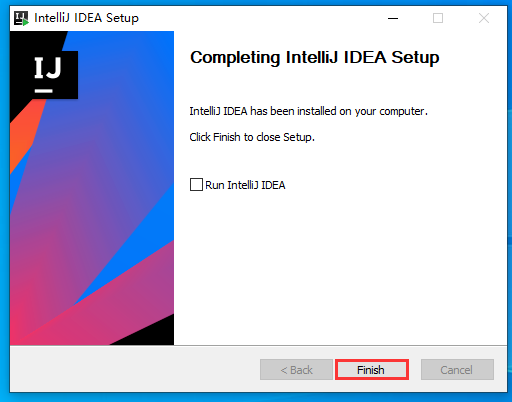 IntelliJ IDEA Setup
IJ
Completing IntelliJ IDEA Setup
IntelliJ IDEA has been installed on your computer.
Click Finish to close Setup.
Run IntelliJ IDEA
< Back
Finish
Cancel